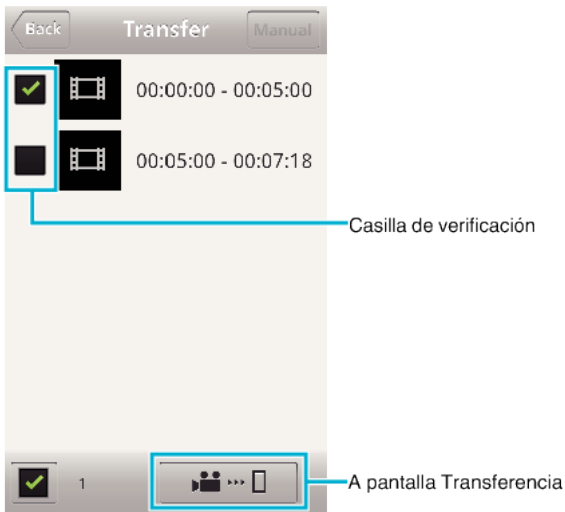 Back Transfer Manual
00:00:00 - 00:05:00
00:05:00 - 00:07:18
Casilla de verificación
1
A pantalla Transferencia